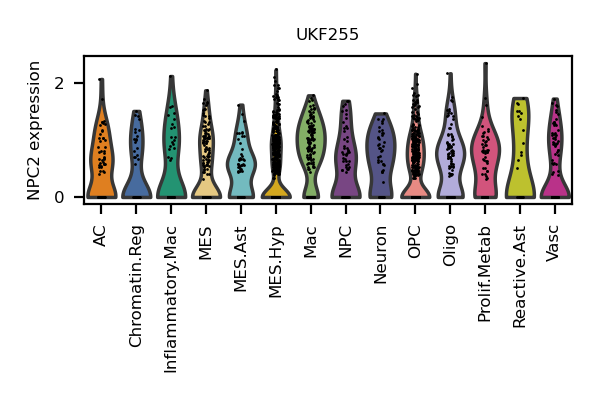 UKF255
NPC2 expression
2
0
AC
Chromatin.Reg
Inflammatory.Mac
MES
MES.Ast
MES.Hyp
Mac
NPC
Neuron
OPC
Oligo
Prolif.Metab
Reactive.Ast
Vasc